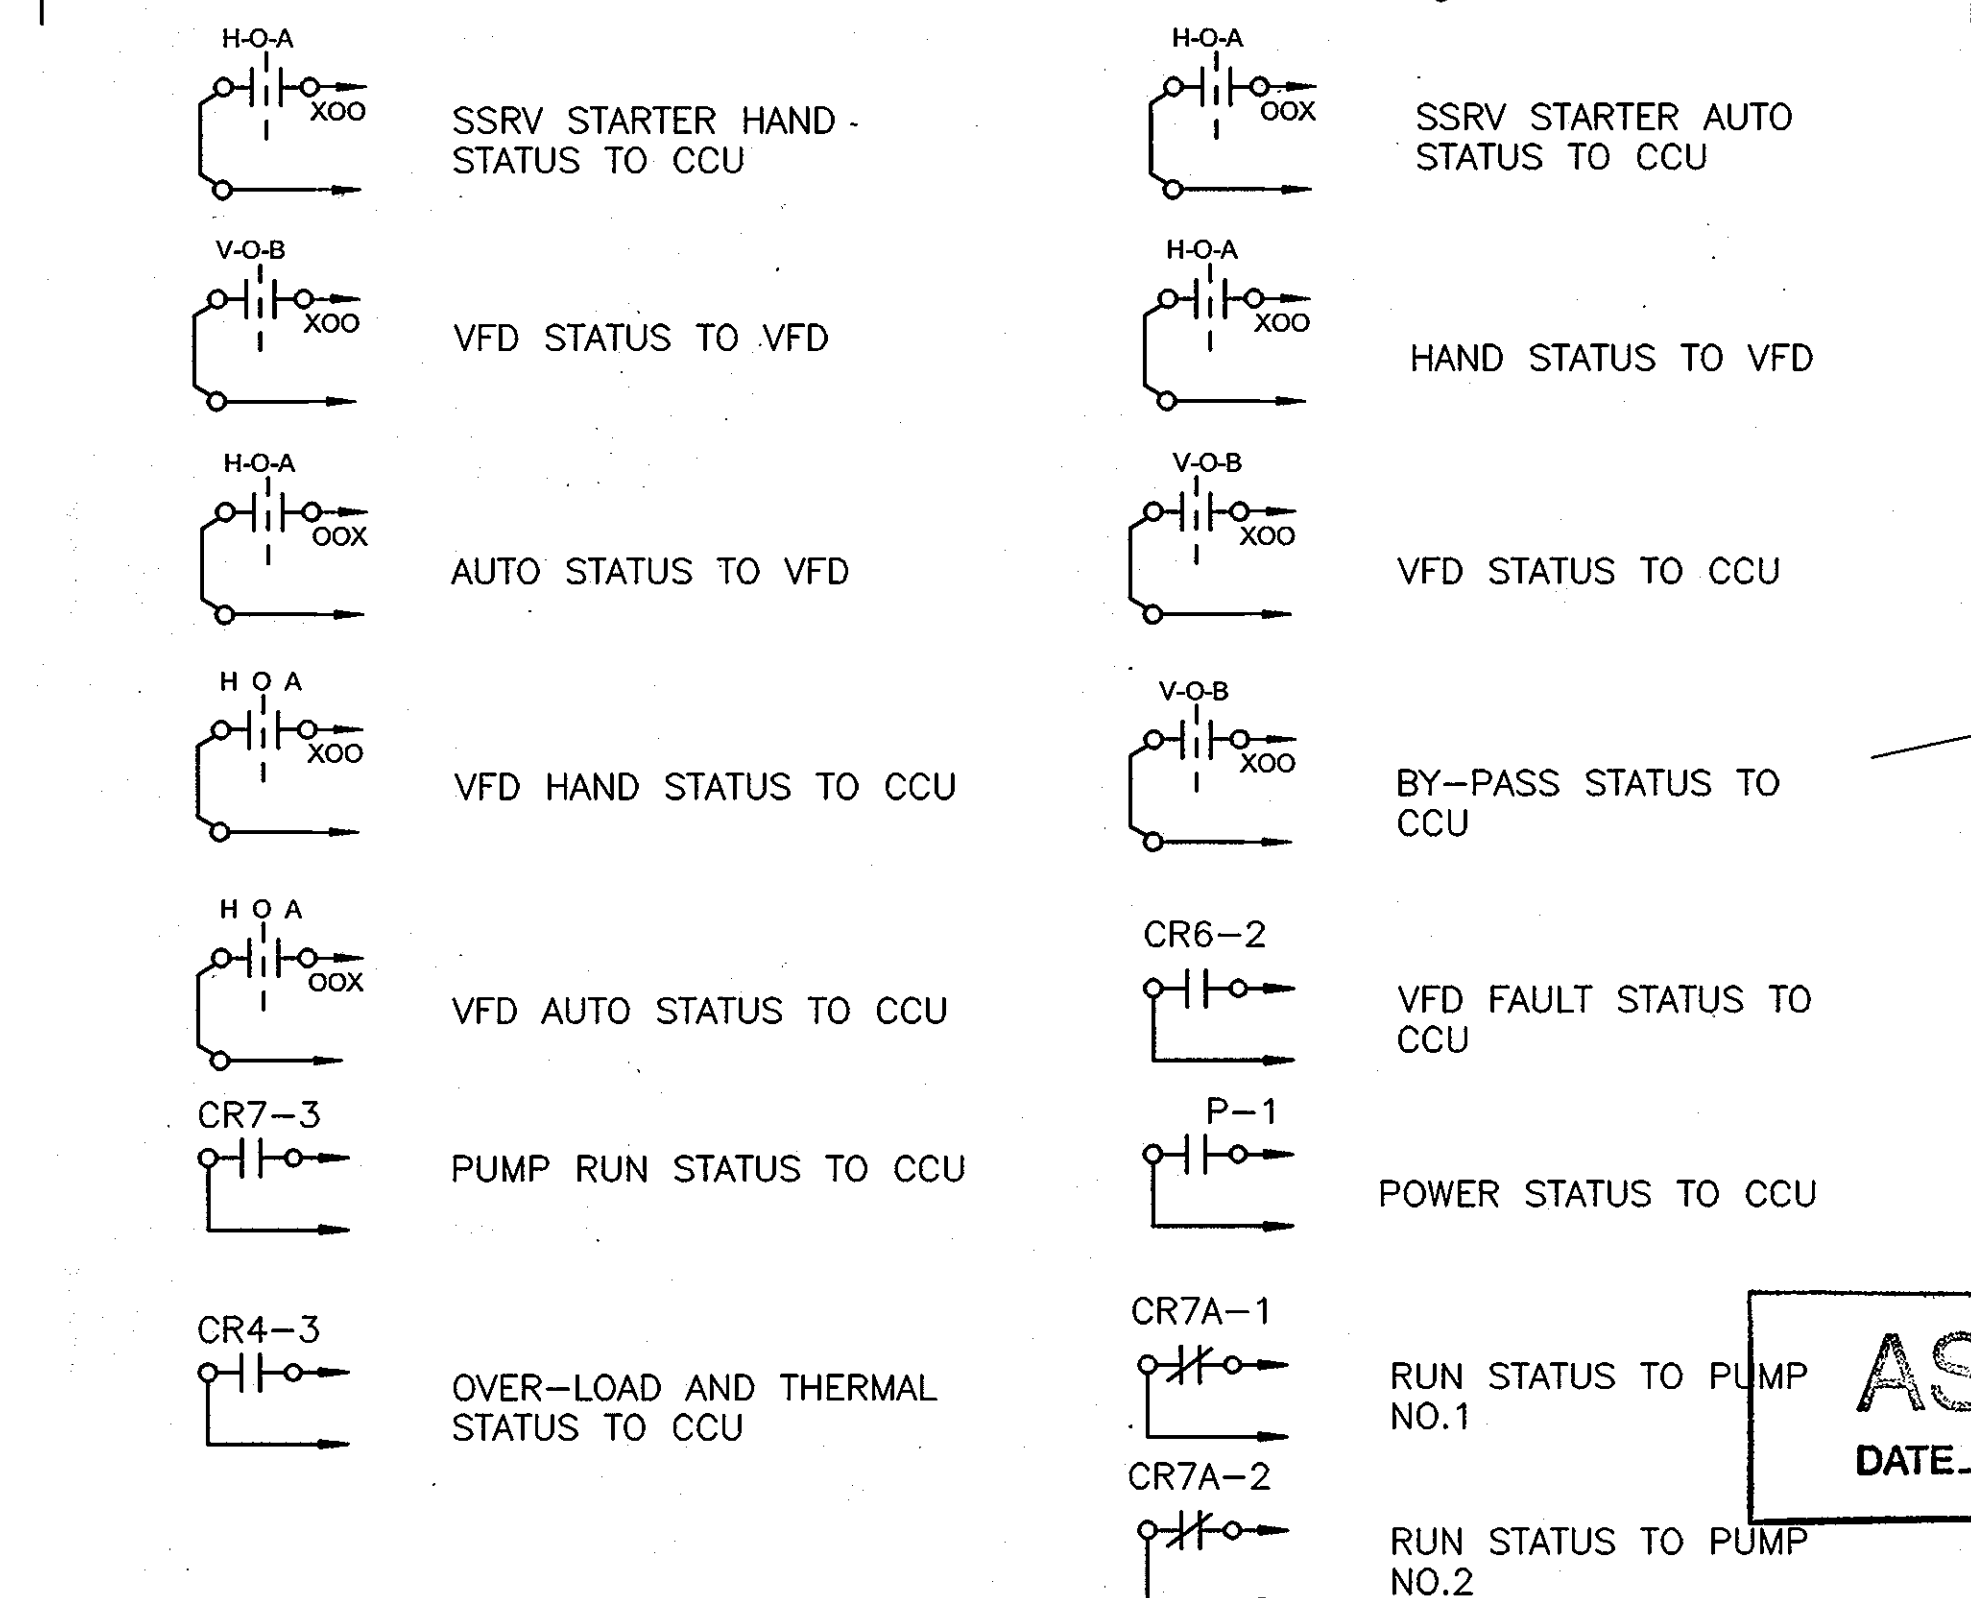 H-O-A
XOO
SSRV STARTER HAND
STATUS TO CCU
V-O-B
XOO
VFD STATUS TO VFD
H-O-A
OOX
AUTO STATUS TO VFD
H O A
XOO
VFD HAND STATUS TO CCU
H O A
OOX
VFD AUTO STATUS TO CCU
CR7-3
PUMP RUN STATUS TO CCU
CR4-3
OVER-LOAD AND THERMAL
STATUS TO CCU
H-O-A
OOX
SSRV STARTER AUTO
STATUS TO CCU
H-O-A
XOO
HAND STATUS TO VFD
V-O-B
XOO
VFD STATUS TO CCU
V-O-B
XOO
BY-PASS STATUS TO
CCU
CR6-2
VFD FAULT STATUS TO
CCU
P-1
POWER STATUS TO CCU
CR7A-1
RUN STATUS TO PUMP
NO.1
CR7A-2
RUN STATUS TO PUMP
NO.2
AS
DATE